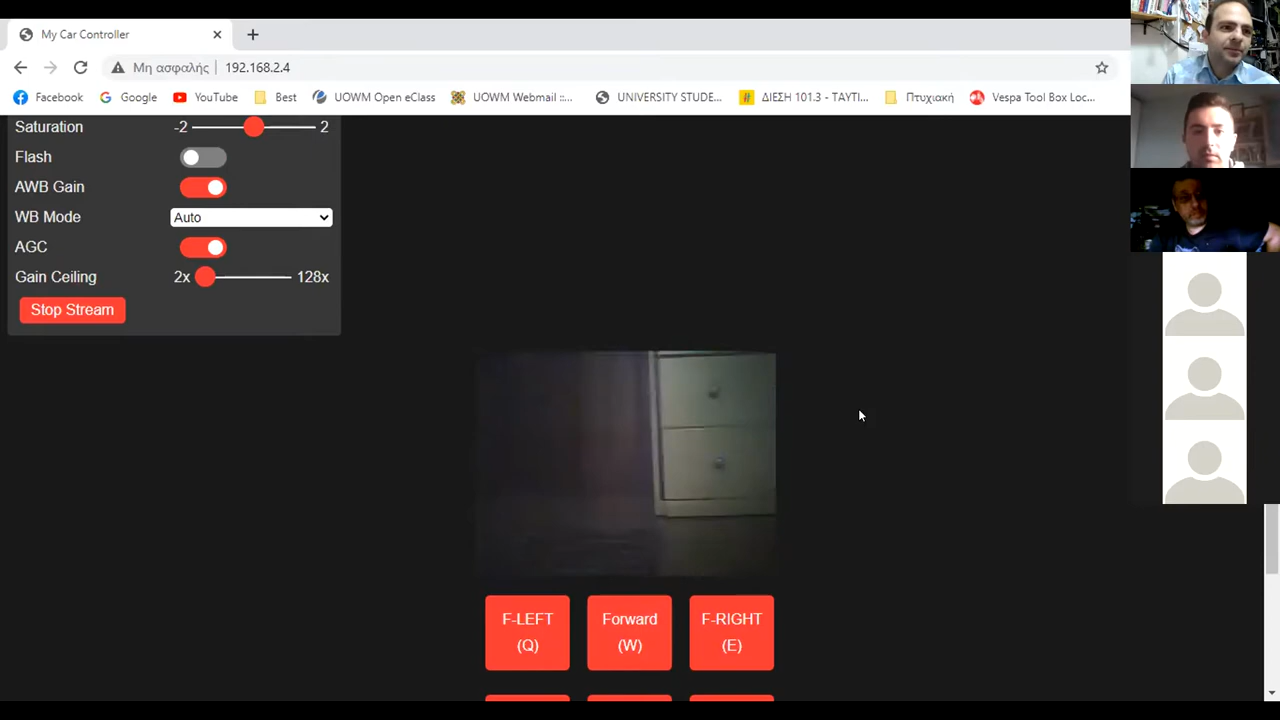 My Car Controller
Μη ασφαλής 192.168.2.4
Facebook Google YouTube Best UOWM Open eClass UOWM Webmail ::... UNIVERSITY STUDE... ΔΙΕΣΗ 101.3 - TAYTI... Πτυχιακή Vespa Tool Box Loc...
Saturation -2 2
Flash
AWB Gain
WB Mode Auto
AGC
Gain Ceiling 2x 128x
Stop Stream
F-LEFT Forward F-RIGHT
(Q) (W) (E)